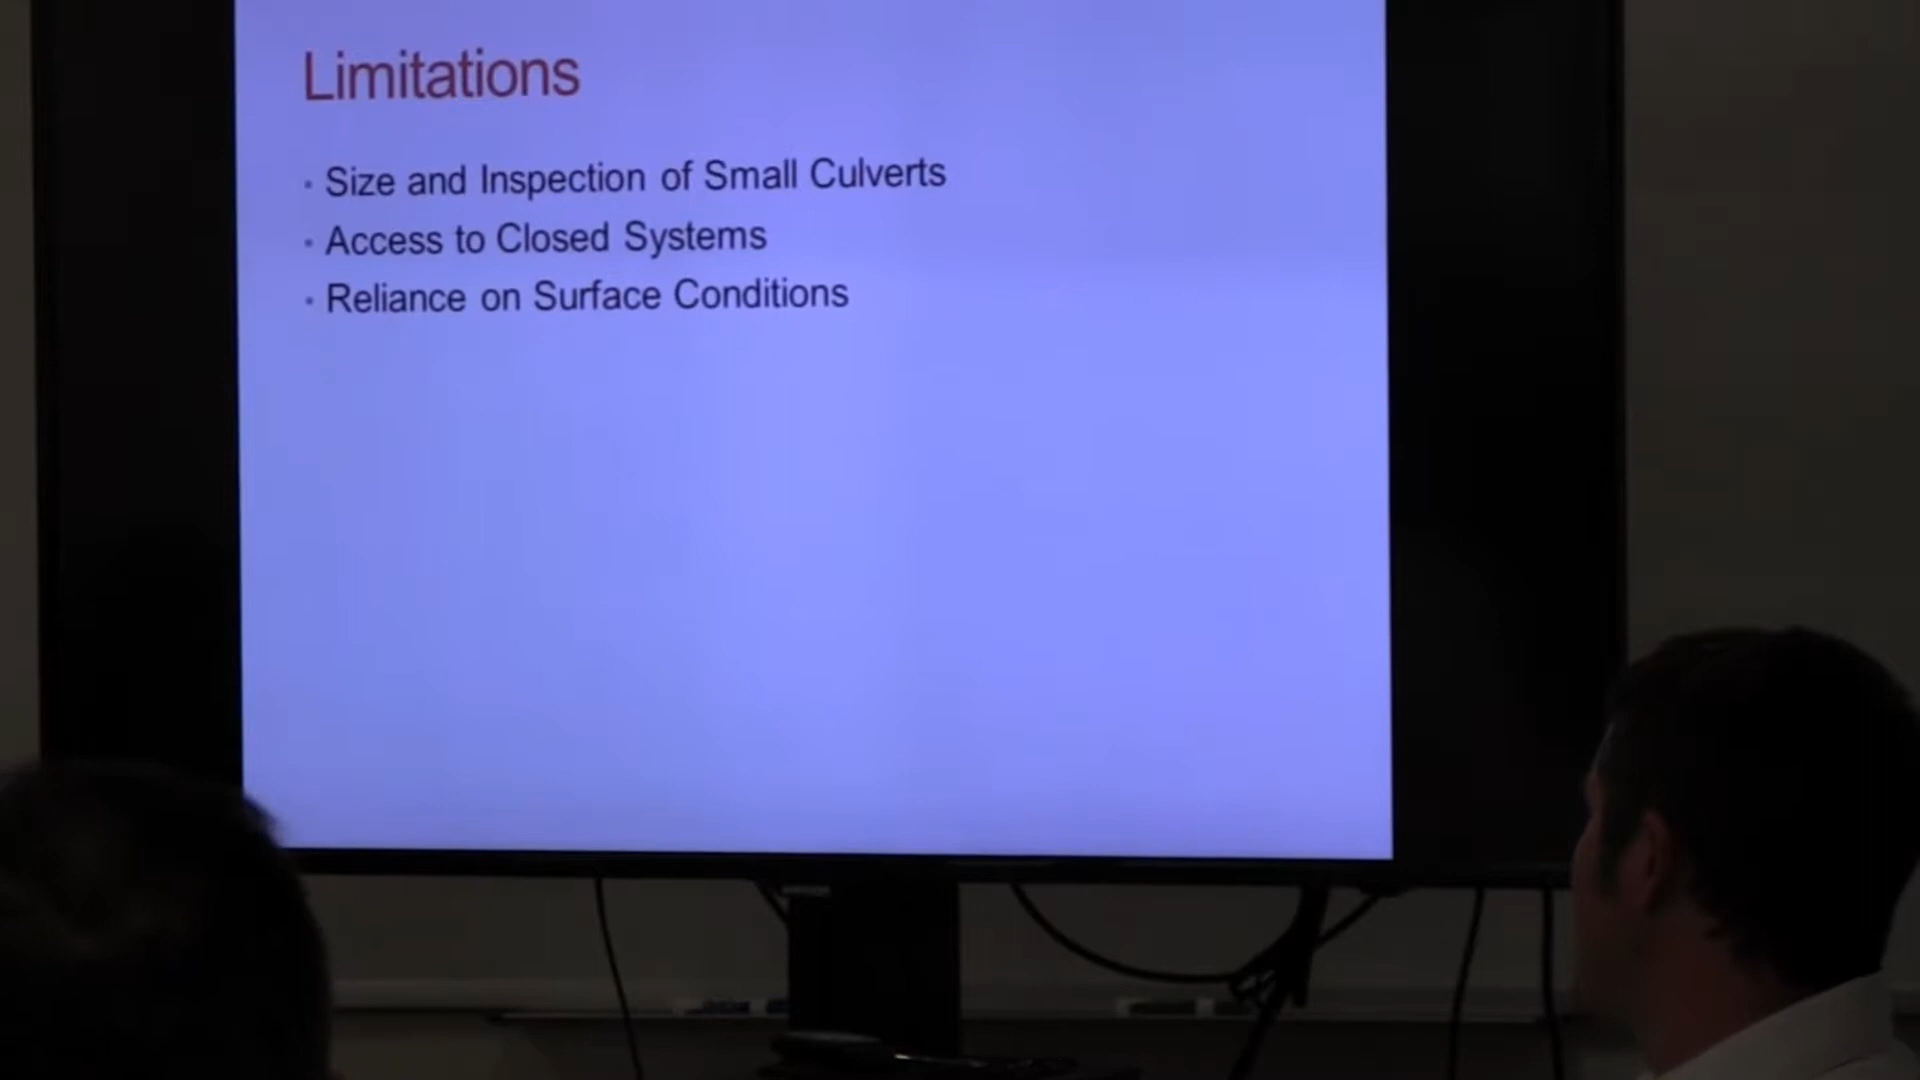 Limitations
• Size and Inspection of Small Culverts
• Access to Closed Systems
• Reliance on Surface Conditions